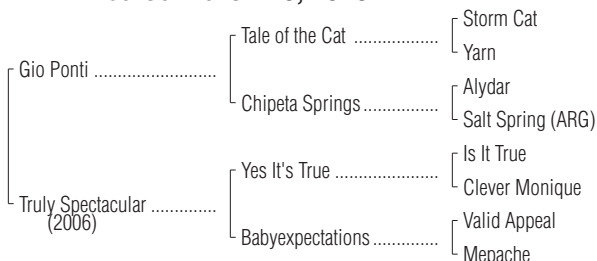 Storm Cat
Tale of the Cat ..................
Yarn
Gio Ponti ..........................
Alydar
Chipeta Springs ................
Salt Spring (ARG)
Is It True
Yes It's True ......................
Clever Monique
Truly Spectacular ..............
(2006)
Valid Appeal
Babyexpectations ..............
Mepache